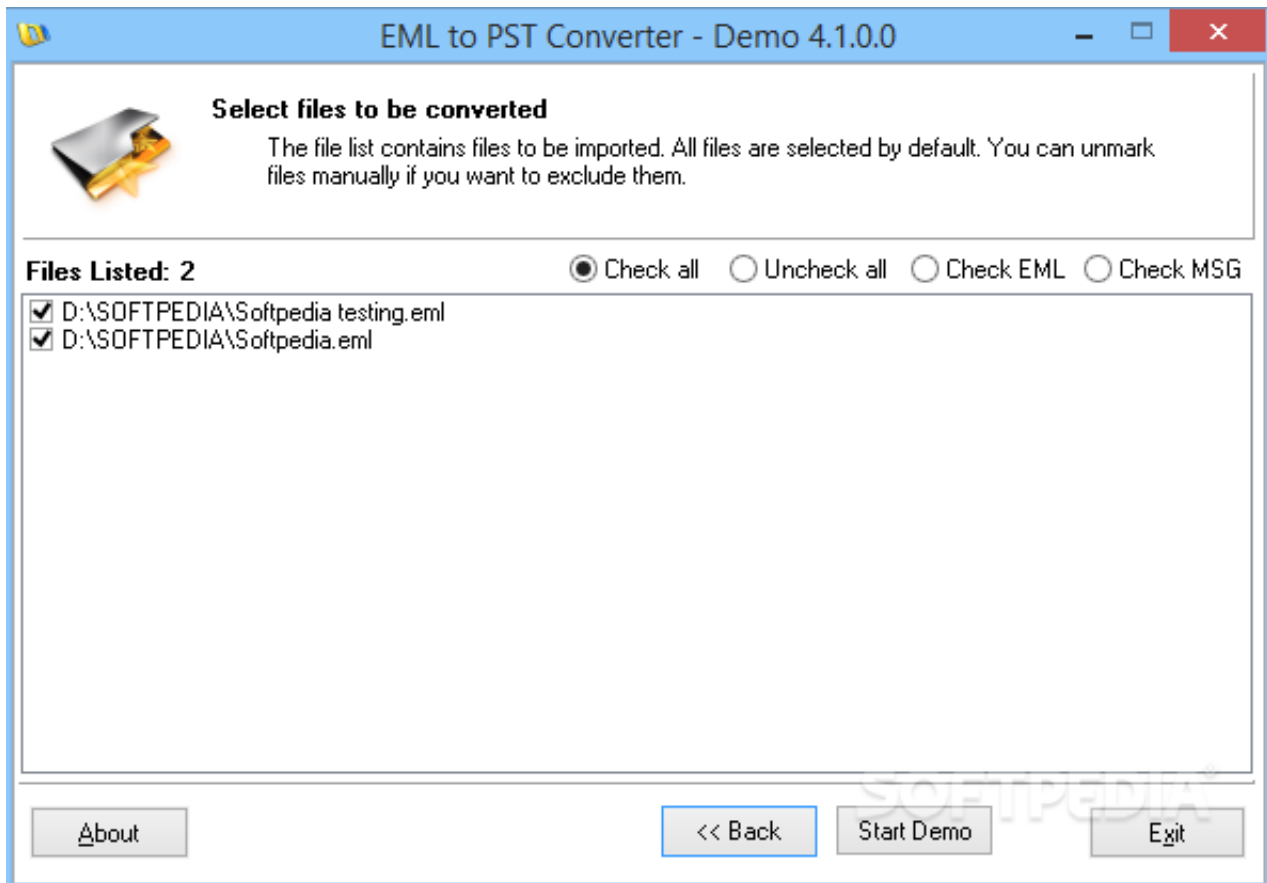 EML to PST Converter - Demo 4.1.0.0
Select files to be converted
The file list contains files to be imported. All files are selected by default. You can unmark
files manually if you want to exclude them.
Files Listed: 2
Check all
Uncheck all
Check EML
Check MSG
D:\SOFTPEDIA\Softpedia testing.eml
D:\SOFTPEDIA\Softpedia.eml
SOFTPEDIA®
About
<< Back
Start Demo
Exit